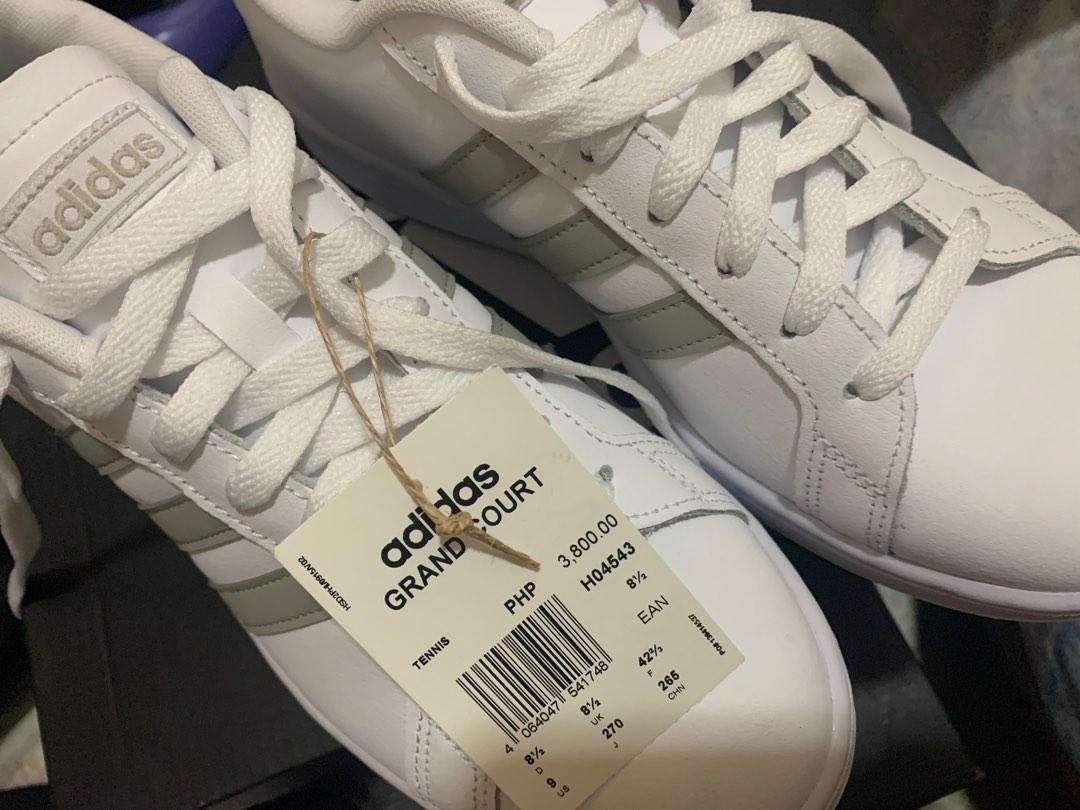 adidas
adidas
GRAND COURT
PHP 3,800.00
H04543
8½
TENNIS
EAN
4 064047 541748
8½ D
8½ UK
42⅔ F
9 US
270 J
265 CHN